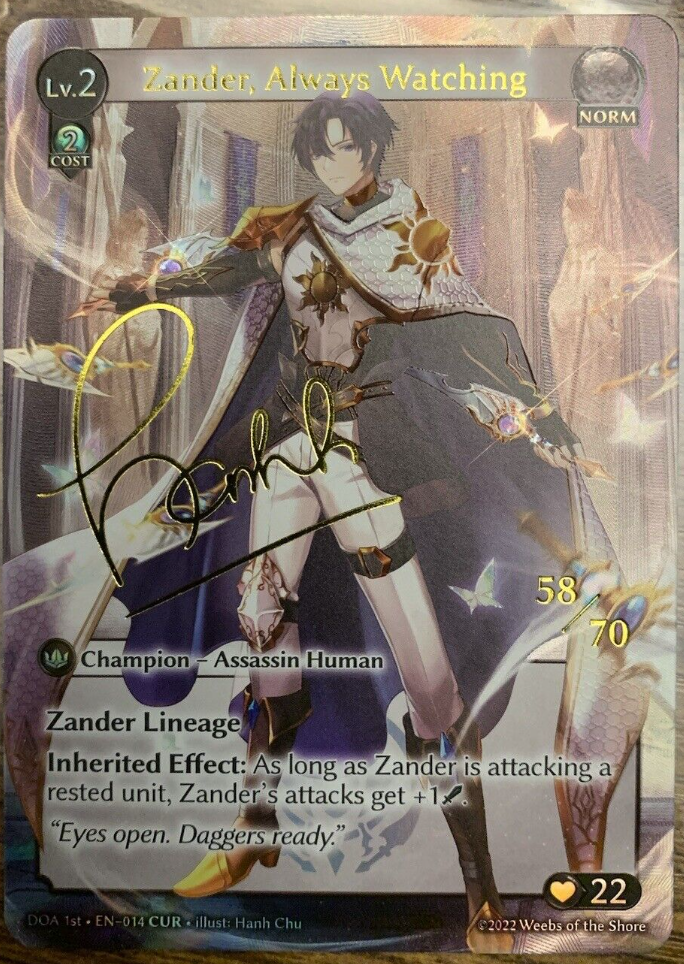 Lv.2
Zander, Always Watching
NORM
2
COST
Hanhh
58/70
Champion – Assassin Human
Zander Lineage
Inherited Effect: As long as Zander is attacking a
rested unit, Zander's attacks get +1.
“Eyes open. Daggers ready.”
22
DOA 1st • EN-014 CUR • illust: Hanh Chu
©2022 Weebs of the Shore